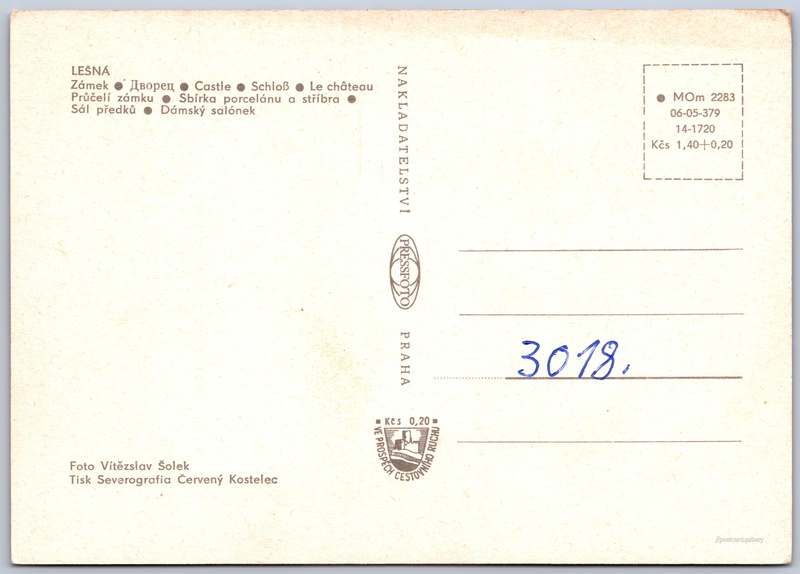 LEŠNÁ
Zámek ● Дворец ● Castle ● Schloß ● Le château
Průčelí zámku ● Sbírka porcelánu a stříbra ●
Sál předků ● Dámský salónek
NAKLADATELSTVÍ
PRESSFOTO
PRAHA
Kčs 0,20
VE PROSPĚCH CESTOVNÍHO RUCHU
● MOm 2283
06-05-379
14-1720
Kčs 1,40+0,20
3018.
Foto Vítězslav Šolek
Tisk Severografia Červený Kostelec
postcard.gallery